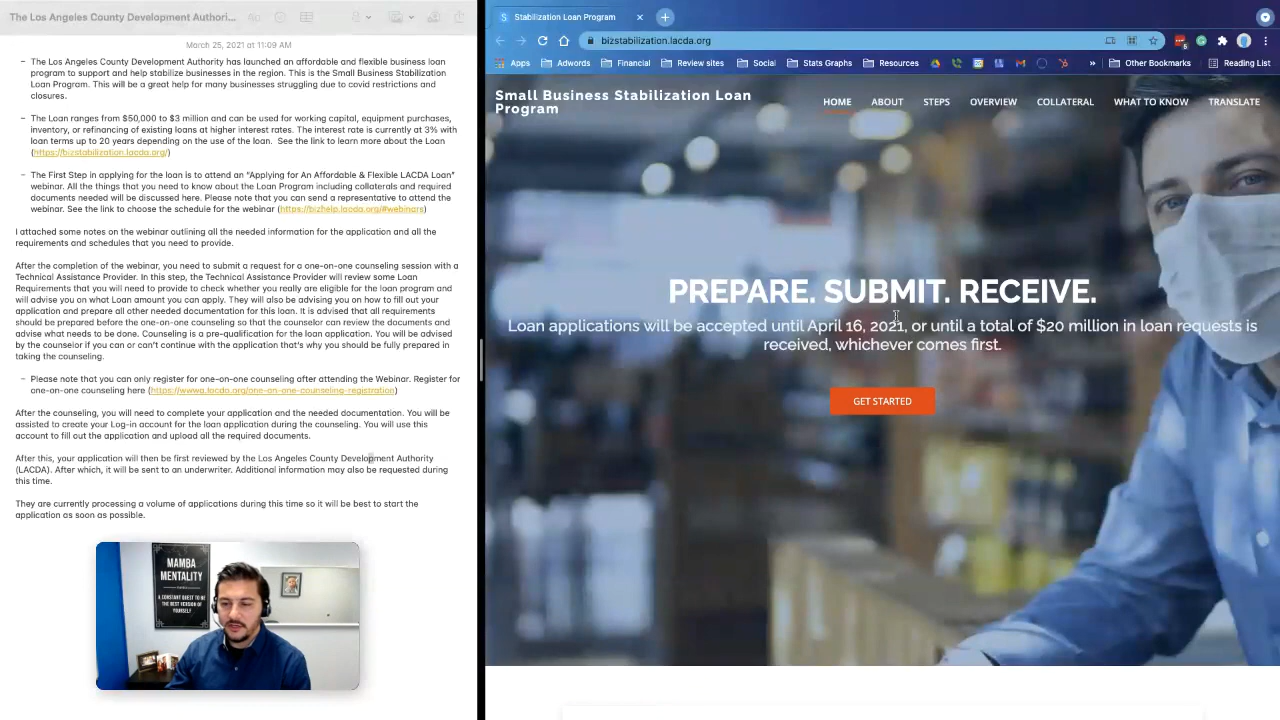 The Los Angeles County Development Authori...
March 25, 2021 at 11:09 AM
– The Los Angeles County Development Authority has launched an affordable and flexible business loan
program to support and help stabilize businesses in the region. This is the Small Business Stabilization
Loan Program. This will be a great help for many businesses struggling due to covid restrictions and
closures.
– The Loan ranges from $50,000 to $3 million and can be used for working capital, equipment purchases,
inventory, or refinancing of existing loans at higher interest rates. The interest rate is currently at 3% with
loan terms up to 20 years depending on the use of the loan. See the link to learn more about the Loan
(https://bizstabilization.lacda.org/)
– The First Step in applying for the loan is to attend an “Applying for An Affordable & Flexible LACDA Loan”
webinar. All the things that you need to know about the Loan Program including collaterals and required
documents needed will be discussed here. Please note that you can send a representative to attend the
webinar. See the link to choose the schedule for the webinar (https://bizhelp.lacda.org/#webinars)
I attached some notes on the webinar outlining all the needed information for the application and all the
requirements and schedules that you need to provide.
After the completion of the webinar, you need to submit a request for a one-on-one counseling session with a
Technical Assistance Provider. In this step, the Technical Assistance Provider will review some Loan
Requirements that you will need to provide to check whether you really are eligible for the loan program and
will advise you on what Loan amount you can apply. They will also be advising you on how to fill out your
application and prepare all other needed documentation for this loan. It is advised that all requirements
should be prepared before the one-on-one counseling so that the counselor can review the documents and
advise what needs to be done. Counseling is a pre-qualification for the loan application. You will be advised
by the counselor if you can or can't continue with the application that's why you should be fully prepared in
taking the counseling.
– Please note that you can only register for one-on-one counseling after attending the Webinar. Register for
one-on-one counseling here (https://wwwa.lacda.org/one-on-one-counseling-registration)
After the counseling, you will need to complete your application and the needed documentation. You will be
assisted to create your Log-in account for the loan application during the counseling. You will use this
account to fill out the application and upload all the required documents.
After this, your application will then be first reviewed by the Los Angeles County Development Authority
(LACDA). After which, it will be sent to an underwriter. Additional information may also be requested during
this time.
They are currently processing a volume of applications during this time so it will be best to start the
application as soon as possible.
MAMBA
MENTALITY
A CONSTANT QUEST TO BE
THE BEST VERSION OF
YOURSELF
Stabilization Loan Program
bizstabilization.lacda.org
Apps Adwords Financial Review sites Social Stats Graphs Resources » Other Bookmarks Reading List
Small Business Stabilization Loan
Program
HOME ABOUT STEPS OVERVIEW COLLATERAL WHAT TO KNOW TRANSLATE
PREPARE. SUBMIT. RECEIVE.
Loan applications will be accepted until April 16, 2021, or until a total of $20 million in loan requests is
received, whichever comes first.
GET STARTED